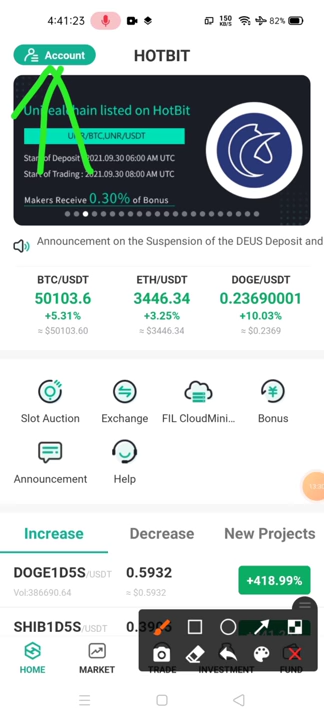 4:41:23
150
KB/S
82%
Account
HOTBIT
Unrealchain listed on HotBit
UNR/BTC,UNR/USDT
Start of Deposit : 2021.09.30 06:00 AM UTC
Start of Trading : 2021.09.30 08:00 AM UTC
Makers Receive 0.30% of Bonus
Announcement on the Suspension of the DEUS Deposit and
BTC/USDT ETH/USDT DOGE/USDT
50103.6 3446.34 0.23690001
+5.31% +3.25% +10.03%
≈ $50103.60 ≈ $3446.34 ≈ $0.2369
Slot Auction Exchange FIL CloudMini... Bonus
Announcement Help
Increase Decrease New Projects
DOGE1D5S/USDT 0.5932 +418.99%
Vol:386690.64 ≈ $0.5932
SHIB1D5S/USDT
HOME MARKET TRADE INVESTMENT FUND